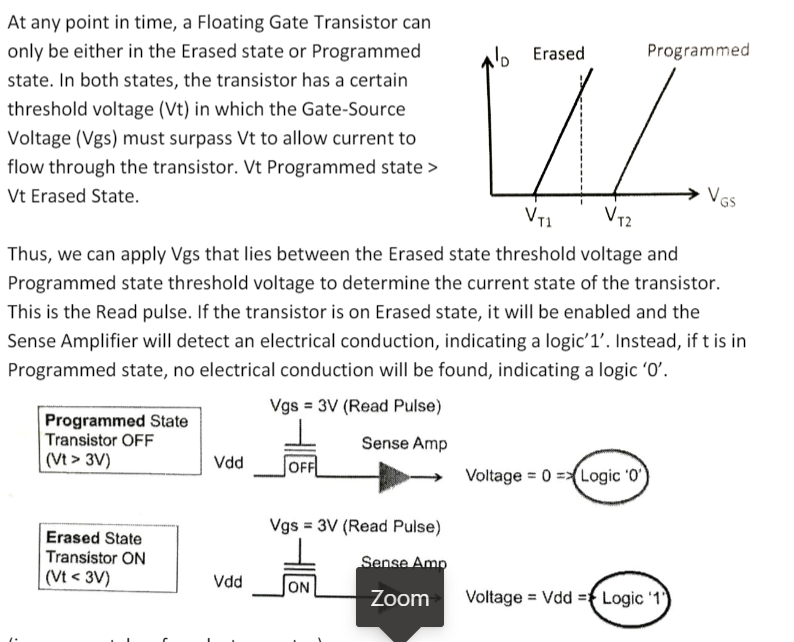 At any point in time, a Floating Gate Transistor can
only be either in the Erased state or Programmed
state. In both states, the transistor has a certain
threshold voltage (Vt) in which the Gate-Source
Voltage (Vgs) must surpass Vt to allow current to
flow through the transistor. Vt Programmed state >
Vt Erased State.
ID Erased Programmed
VGS
VT1 VT2
Thus, we can apply Vgs that lies between the Erased state threshold voltage and
Programmed state threshold voltage to determine the current state of the transistor.
This is the Read pulse. If the transistor is on Erased state, it will be enabled and the
Sense Amplifier will detect an electrical conduction, indicating a logic'1'. Instead, if t is in
Programmed state, no electrical conduction will be found, indicating a logic '0'.
Vgs = 3V (Read Pulse)
Programmed State
Transistor OFF
(Vt > 3V)
Vdd
OFF
Sense Amp
Voltage = 0 => Logic '0'
Vgs = 3V (Read Pulse)
Erased State
Transistor ON
(Vt < 3V)
Vdd
ON
Sense Amp
Zoom
Voltage = Vdd => Logic '1'